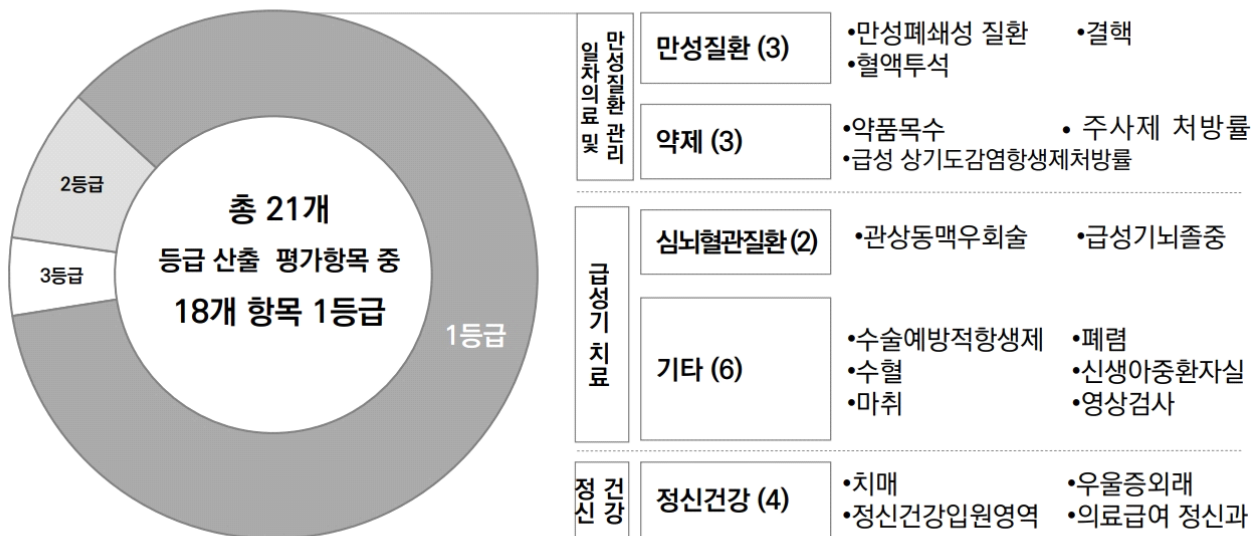 2등급
3등급
1등급
총 21개
등급 산출 평가항목 중
18개 항목 1등급
일차의료 및
만성질환 관리
만성질환 (3)
•만성폐쇄성 질환 •결핵
•혈액투석
약제 (3)
•약품목수 • 주사제 처방률
•급성 상기도감염항생제처방률
급성기 치료
심뇌혈관질환 (2)
•관상동맥우회술 •급성기뇌졸중
기타 (6)
•수술예방적항생제 •폐렴
•수혈 •신생아중환자실
•마취 •영상검사
정신
건강
정신건강 (4)
•치매 •우울증외래
•정신건강입원영역 •의료급여 정신과